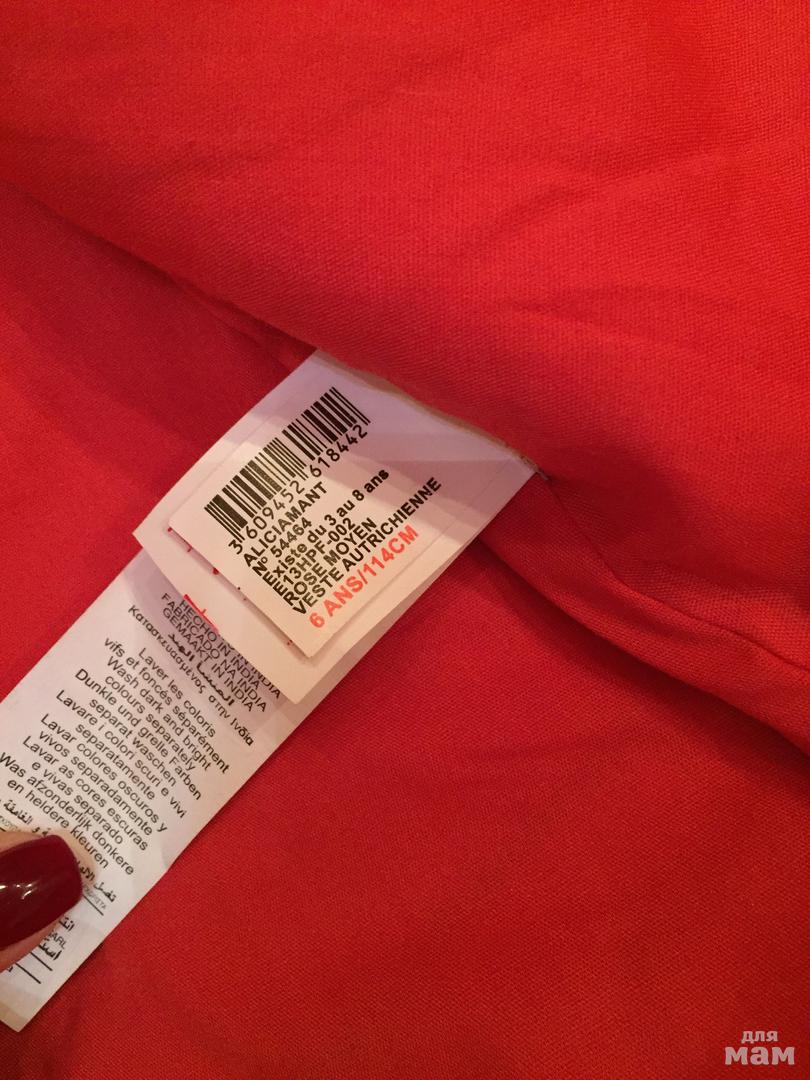 3 609452 618442
ALICIAMANT
N° 54464
Existe du 3 au 8 ans
E13HPF-002
ROSE MOYEN
VESTE AUTRICHIENNE
6 ANS/114CM
HECHO IN INDIA
FABRICADO NA INDIA
GEMAAKT IN INDIA
Κατασκευασμένος στην Ινδία
Laver les coloris
vifs et foncés séparément
Wash dark and bright
colours separately
Dunkle und grelle Farben
separat waschen
Lavare i colori scuri e vivi
separatamente
Lavar colores oscuros y
vivos separadamente
Lavar as cores escuras
e vivas separado
Was afzonderlijk donkere
en heldere kleuren
для
мам